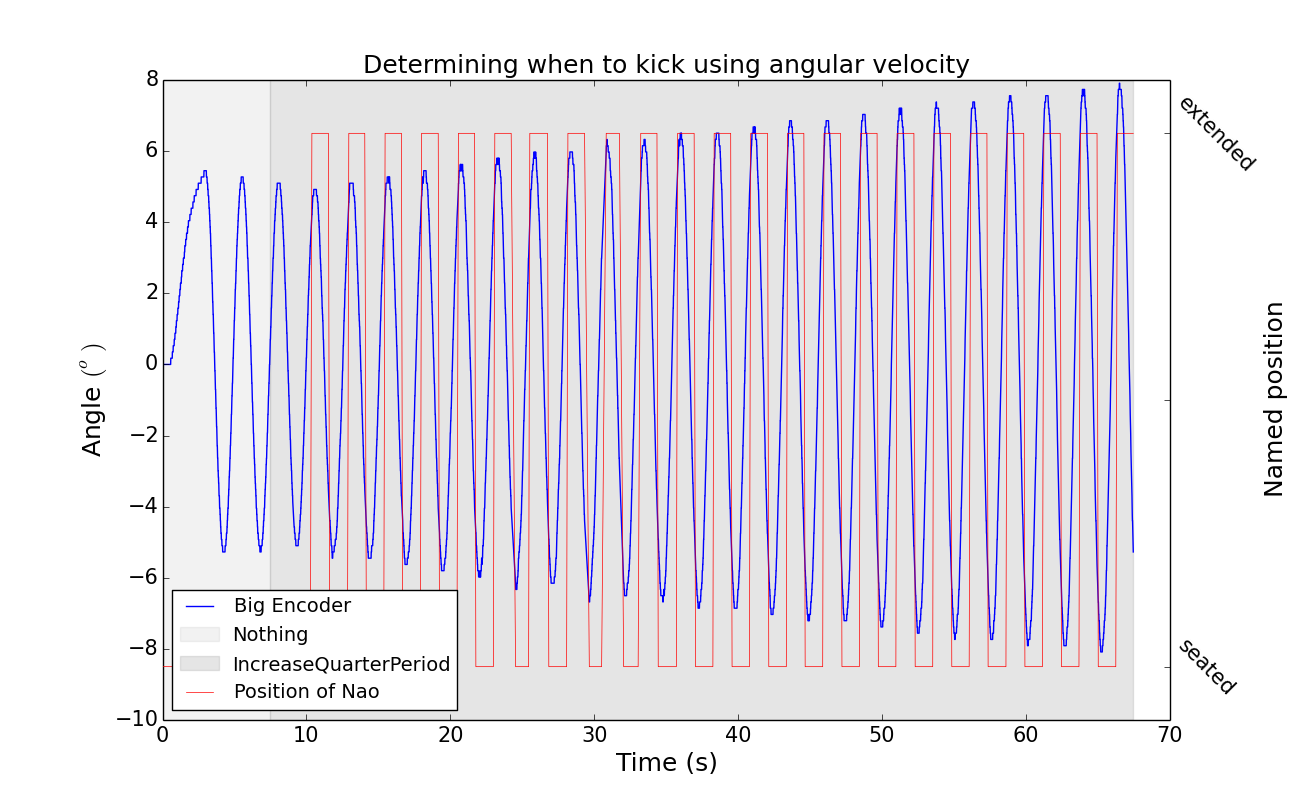 Determining when to kick using angular velocity
8
6
4
2
0
−2
−4
−6
−8
−10
Angle (º)
0 10 20 30 40 50 60 70
Time (s)
extended
seated
Named position
Big Encoder
Nothing
IncreaseQuarterPeriod
Position of Nao